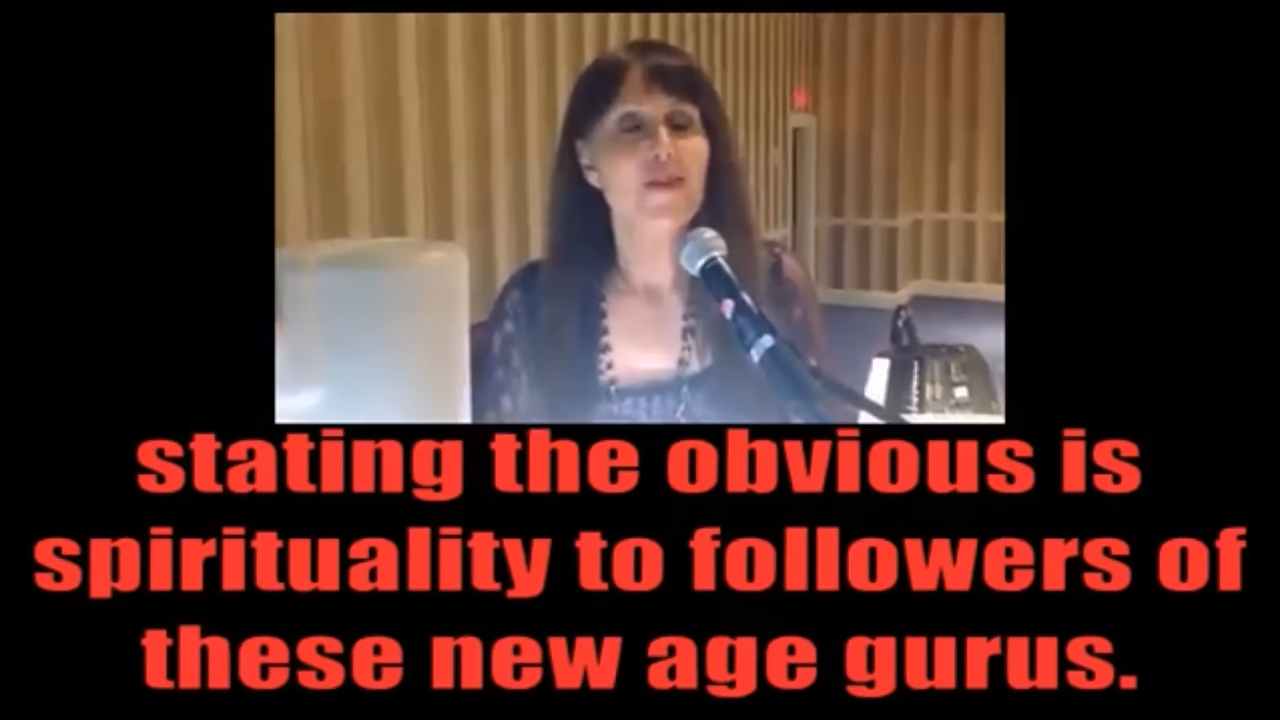 stating the obvious is
spirituality to followers of
these new age gurus.